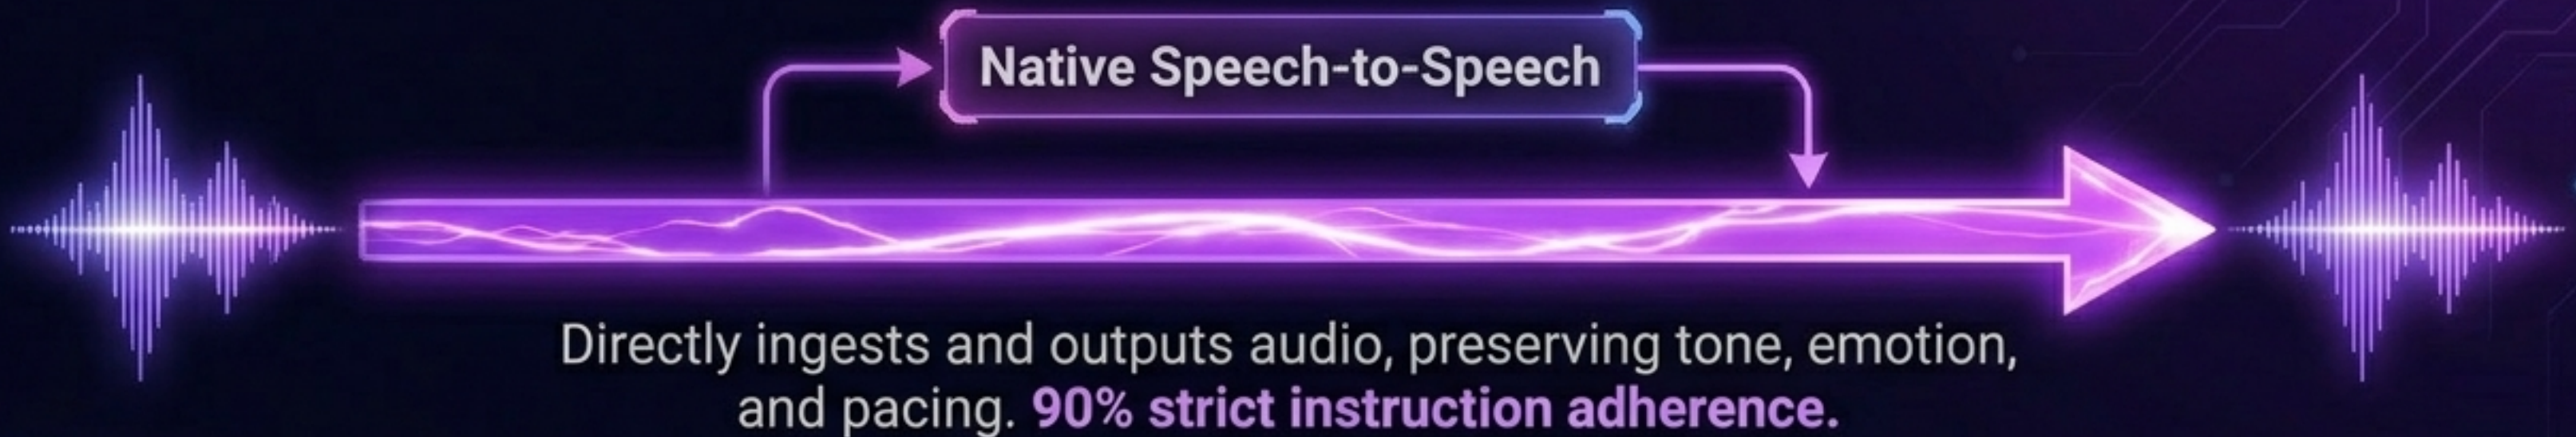 Native Speech-to-Speech
Directly ingests and outputs audio, preserving tone, emotion,
and pacing. 90% strict instruction adherence.